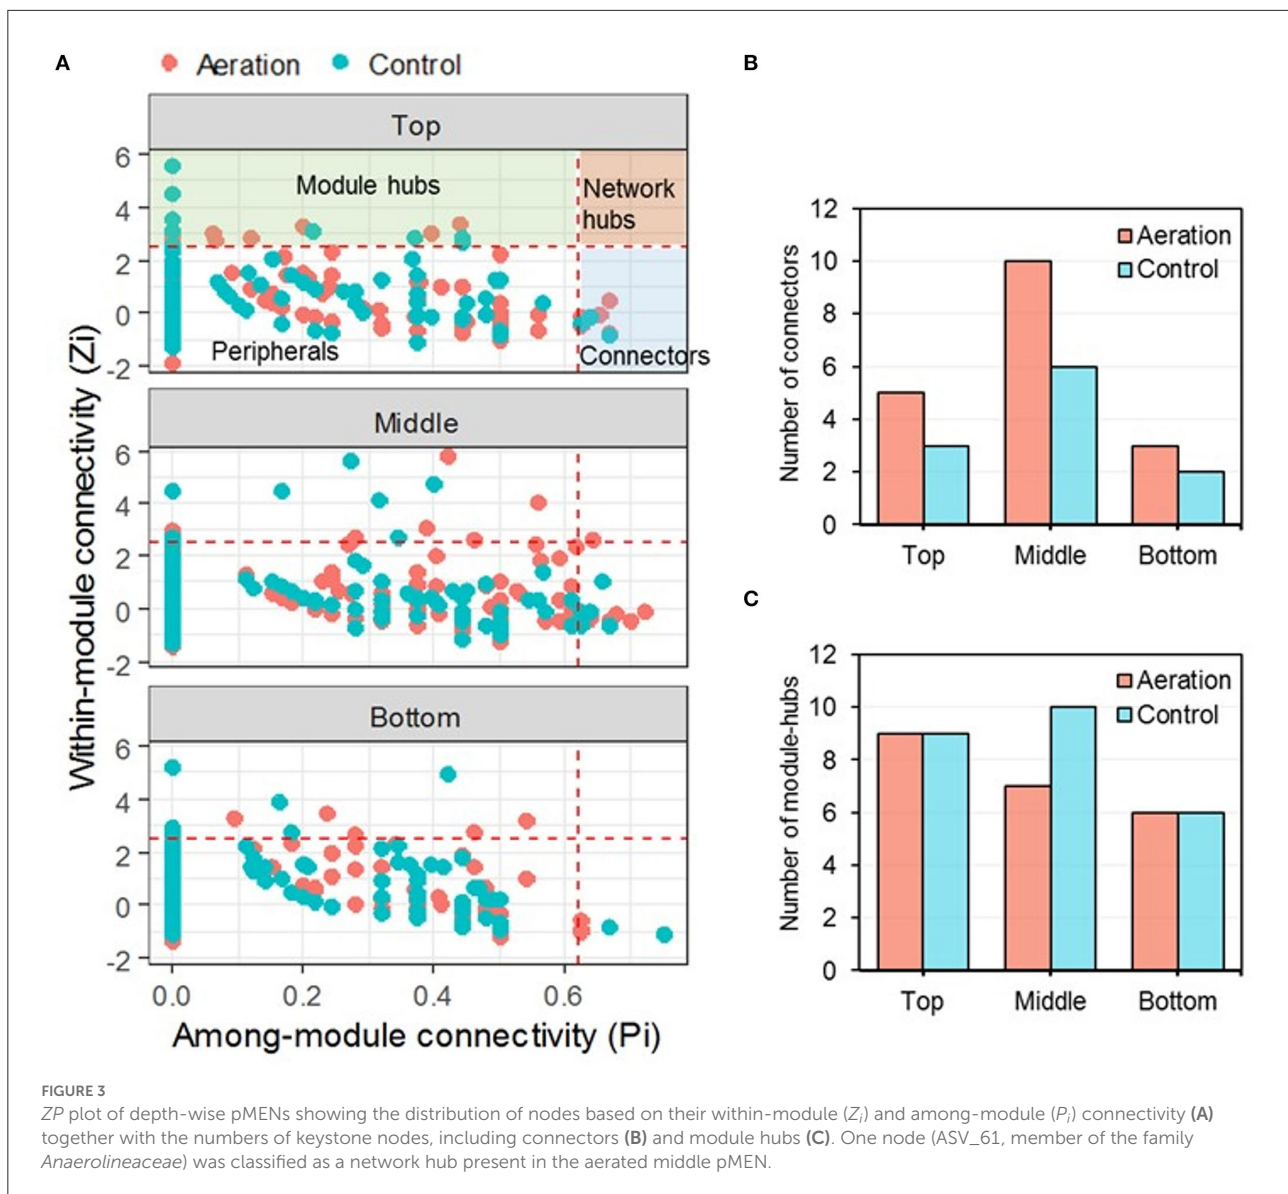 A
Aeration Control
Top
6
4
2
0
-2
Module hubs
Network
hubs
Peripherals
Connectors
Middle
6
4
2
0
-2
Bottom
6
4
2
0
-2
0.0 0.2 0.4 0.6
Within-module connectivity (Zi)
Among-module connectivity (Pi)
B
12
10
8
6
4
2
0
Number of connectors
Aeration
Control
Top Middle Bottom
C
12
10
8
6
4
2
0
Number of module-hubs
Aeration
Control
Top Middle Bottom
FIGURE 3
ZP plot of depth-wise pMENs showing the distribution of nodes based on their within-module (Zi) and among-module (Pi) connectivity (A)
together with the numbers of keystone nodes, including connectors (B) and module hubs (C). One node (ASV_61, member of the family
Anaerolineaceae) was classified as a network hub present in the aerated middle pMEN.